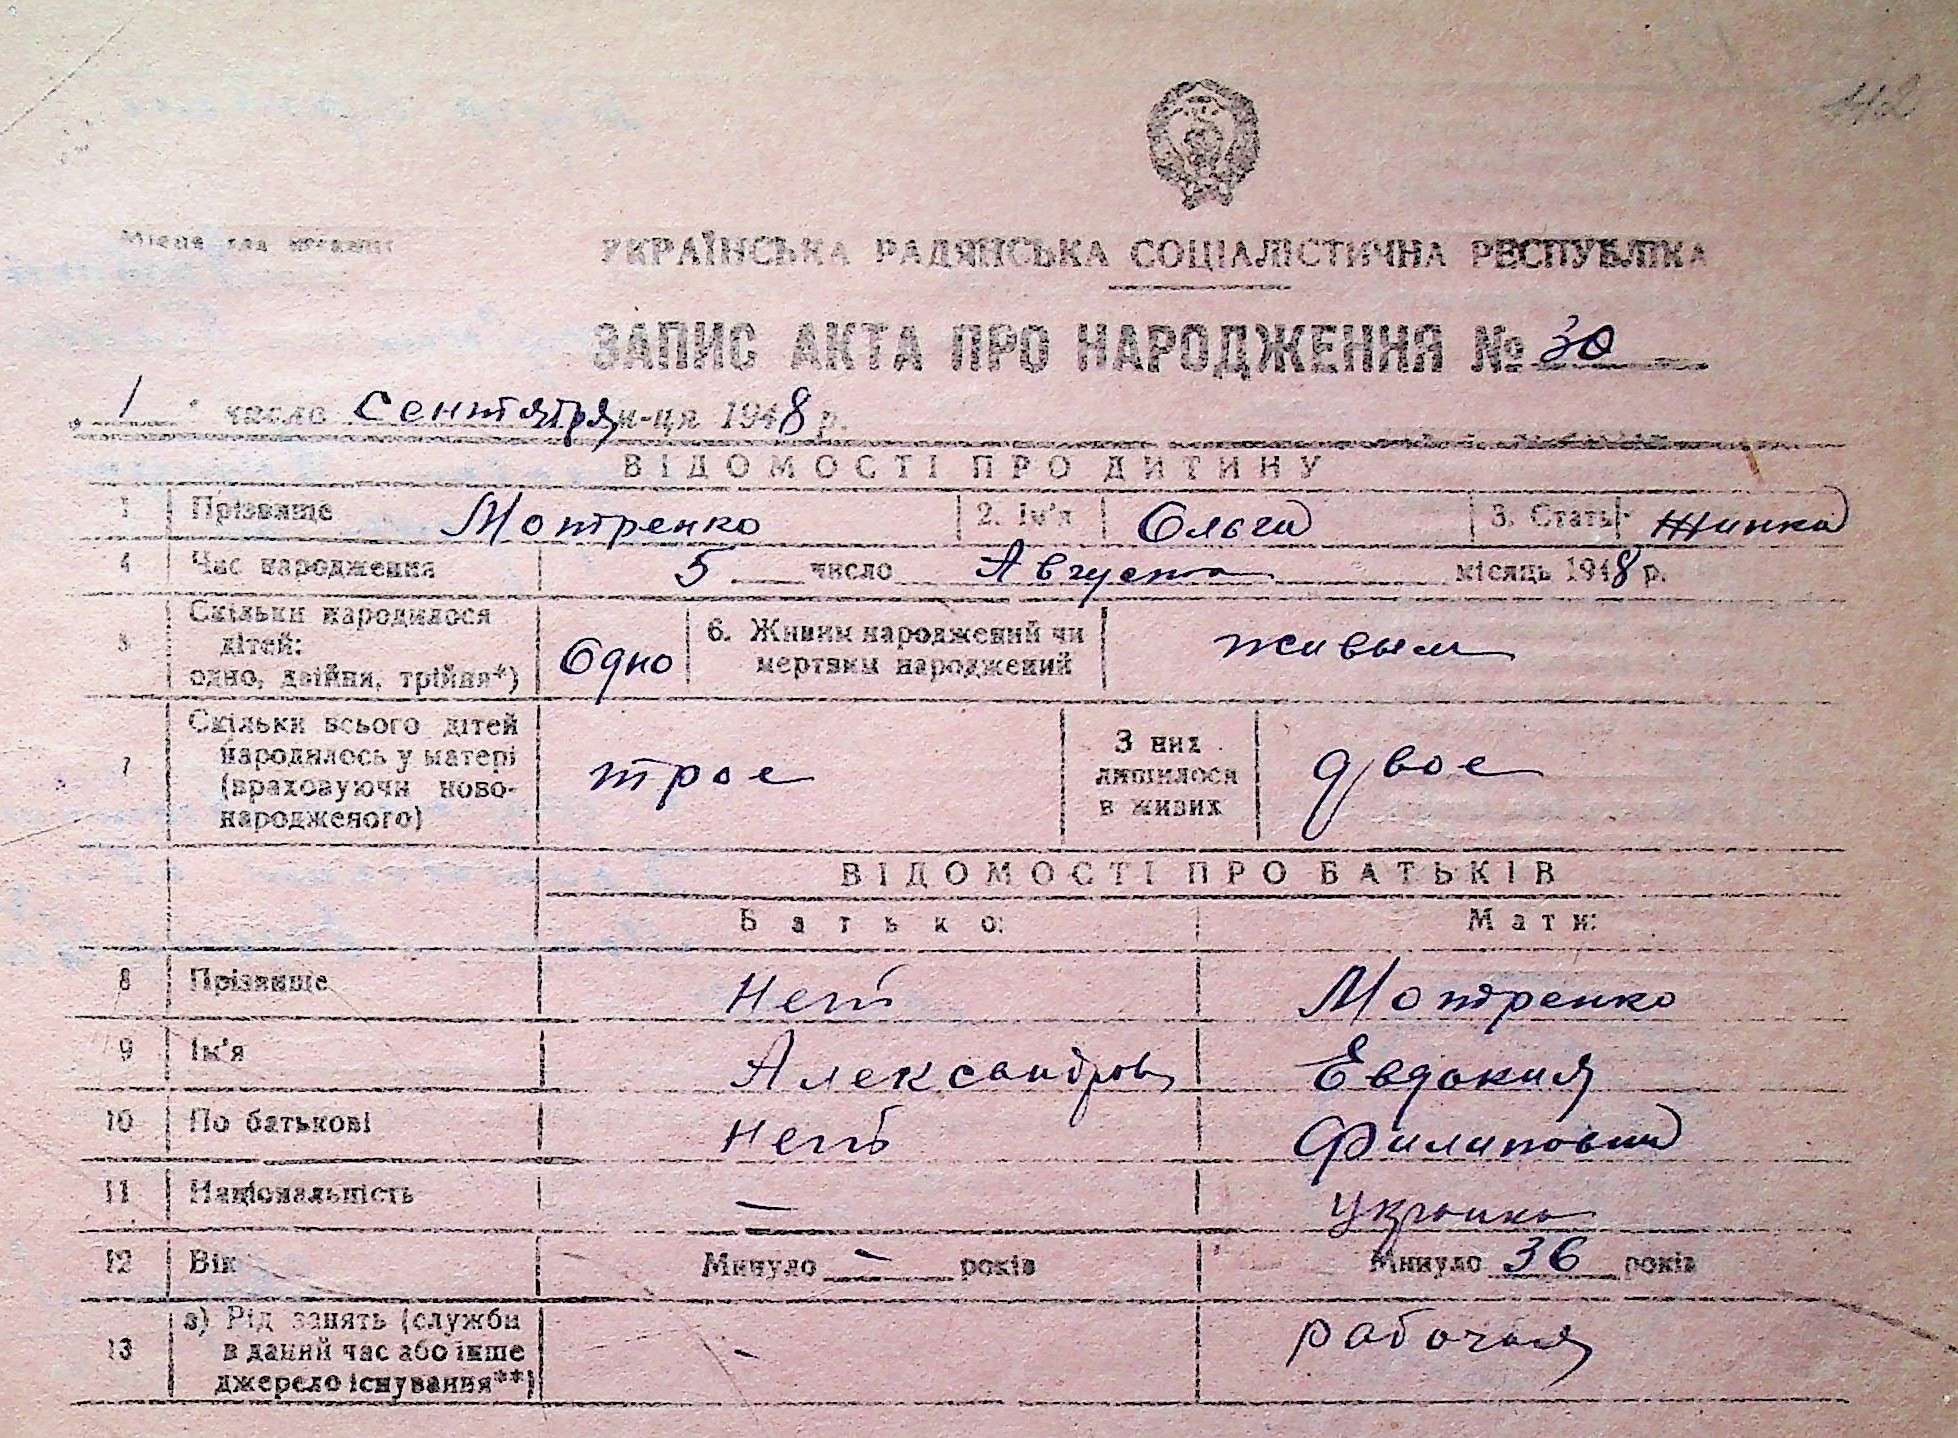 442
Місце для печатки
УКРАЇНСЬКА РАДЯНСЬКА СОЦІАЛІСТИЧНА РЕСПУБЛІКА
ЗАПИС АКТА ПРО НАРОДЖЕННЯ № 30
„ 1 " число сентября м-ця 1948 р.
ВІДОМОСТІ ПРО ДИТИНУ
1 Прізвище Мотренко 2. Ім'я Ольга 3. Стать Жинка
4 Час народження 5 число Августа місяць 1948 р.
5 Скільки народилося дітей: одно, двійня, трійня*) Одно 6. Живим народжений чи мертвим народжений живым
7 Скільки всього дітей народилось у матері (враховуючи ново-народженого) трое З них лишилося в живих двое
ВІДОМОСТІ ПРО БАТЬКІВ
Батько: Мати:
8 Прізвище Нет Мотренко
9 Ім'я Александров Евдокия
10 По батькові Нет Филиповна
11 Національність — украинка
12 Вік Минуло - років Минуло 36 років
13 а) Рід занять (служби в даний час або інше джерело існування**) - рабочая